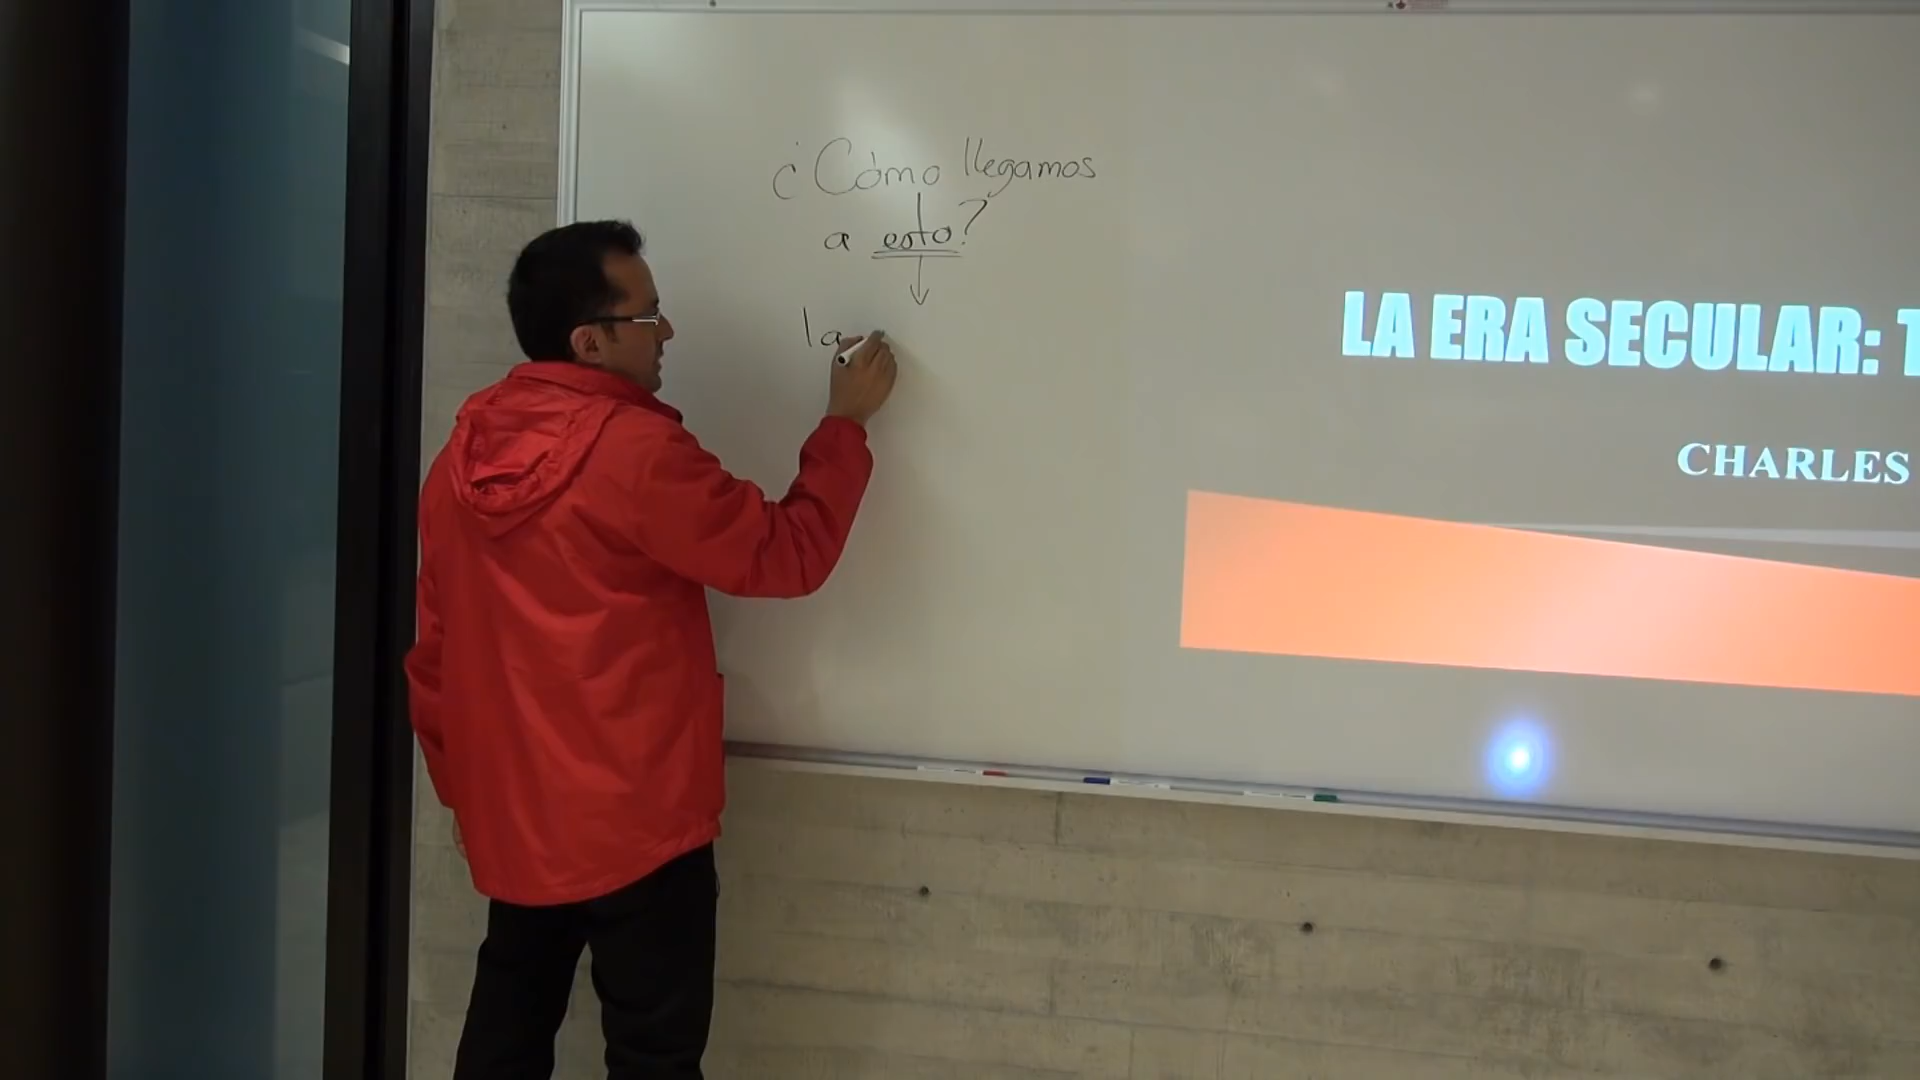 ¿Cómo llegamos
a esto?
la
LA ERA SECULAR: T
CHARLES